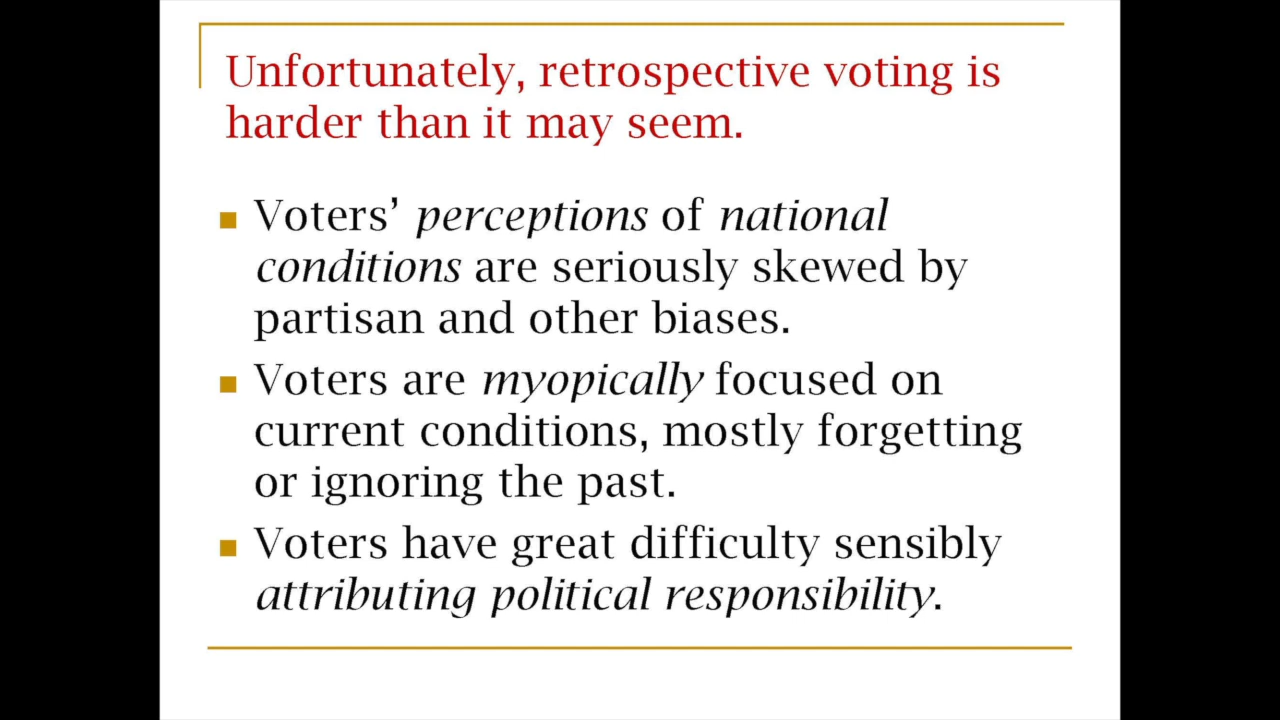 Unfortunately, retrospective voting is
harder than it may seem.
Voters’ perceptions of national
conditions are seriously skewed by
partisan and other biases.
Voters are myopically focused on
current conditions, mostly forgetting
or ignoring the past.
Voters have great difficulty sensibly
attributing political responsibility.